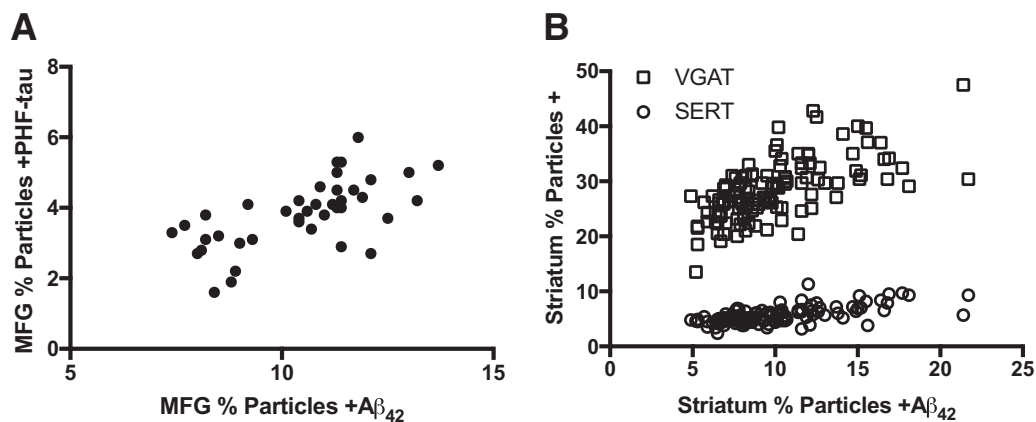 A
MFG % Particles +PHF-tau
8
6
4
2
0
5
10
15
MFG % Particles +Aβ₄₂
B
Striatum % Particles +
50
40
30
20
10
0
VGAT
SERT
0
5
10
15
20
25
Striatum % Particles +Aβ₄₂